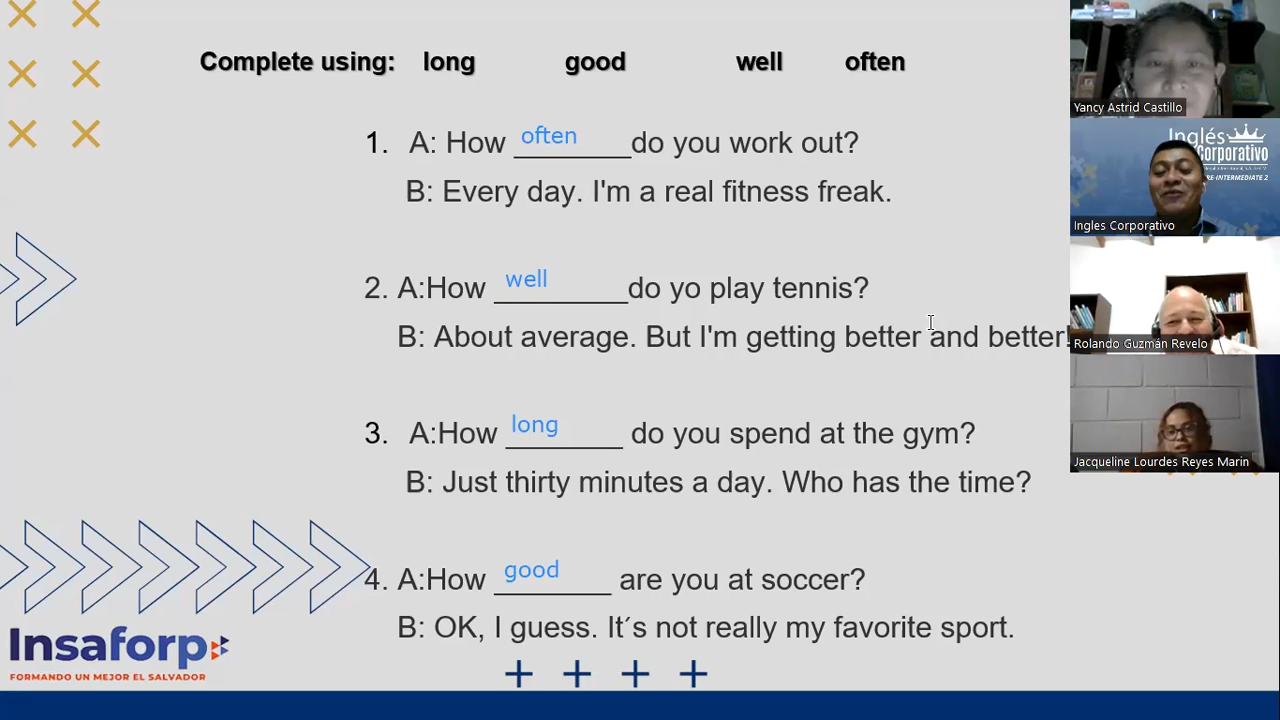 Complete using: long good well often
1. A: How often do you work out?
B: Every day. I'm a real fitness freak.
2. A:How well do yo play tennis?
B: About average. But I'm getting better and better.
3. A:How long do you spend at the gym?
B: Just thirty minutes a day. Who has the time?
4. A:How good are you at soccer?
B: OK, I guess. It´s not really my favorite sport.
Insaforp
FORMANDO UN MEJOR EL SALVADOR
Yancy Astrid Castillo
Inglés
Corporativo
RE-INTERMEDIATE 2
Ingles Corporativo
Rolando Guzmán Revelo
Jacqueline Lourdes Reyes Marin